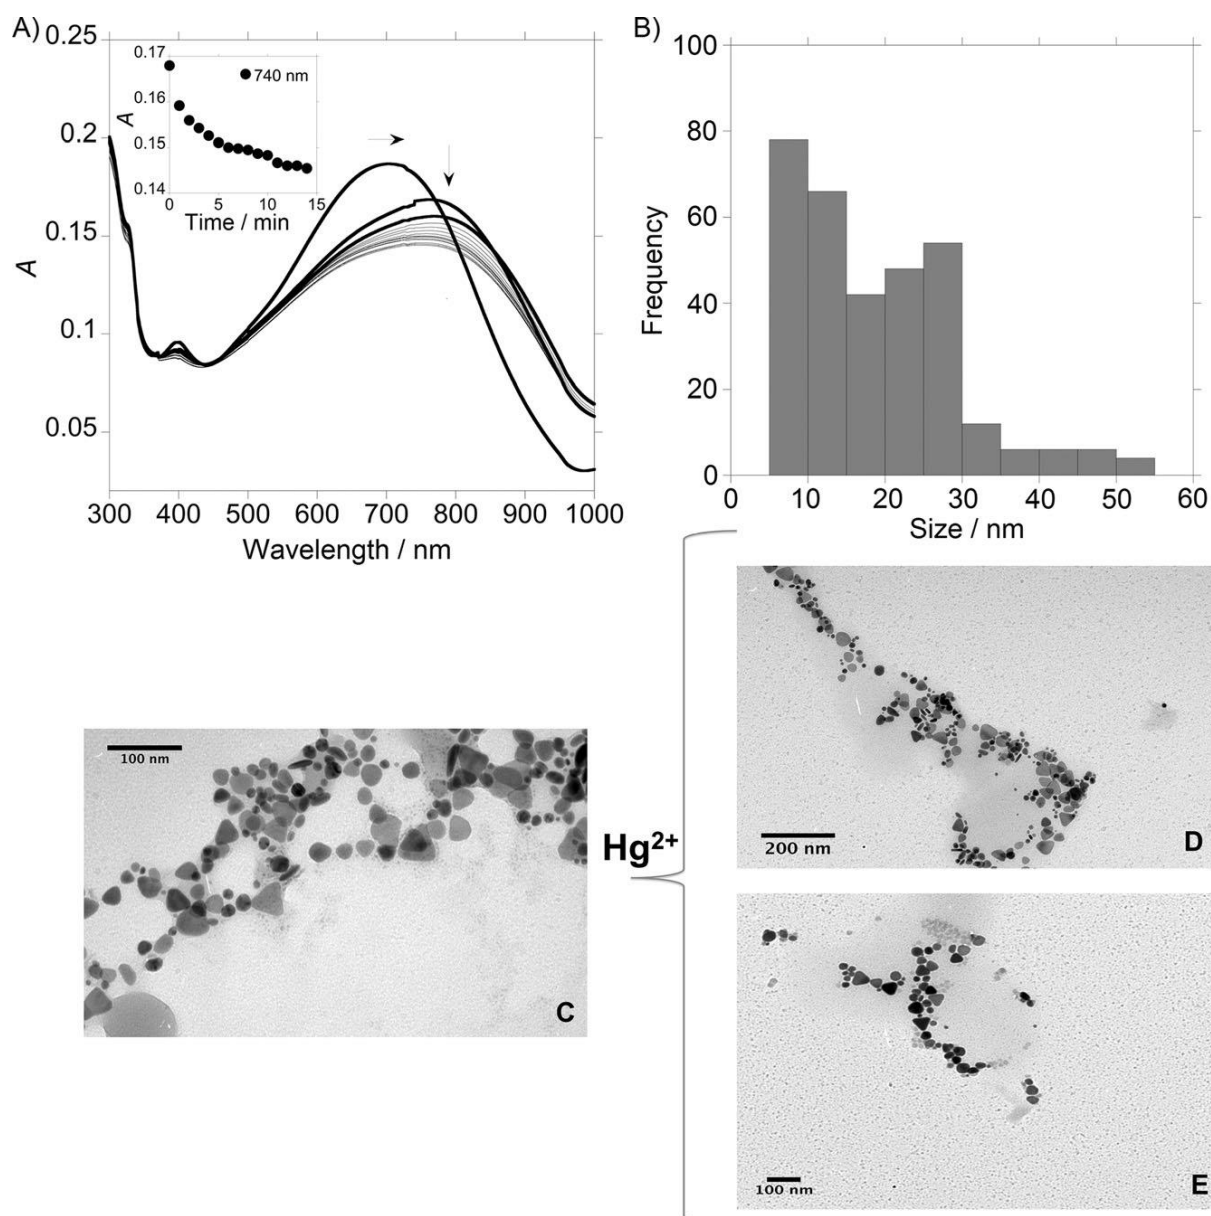 A)
0.25
0.2
0.15
0.1
0.05
A
300 400 500 600 700 800 900 1000
Wavelength / nm
0.17
0.16
0.15
0.14
A
740 nm
0 5 10 15
Time / min
B)
100
80
60
40
20
0
Frequency
0 10 20 30 40 50 60
Size / nm
100 nm
C
Hg²⁺
200 nm
D
100 nm
E